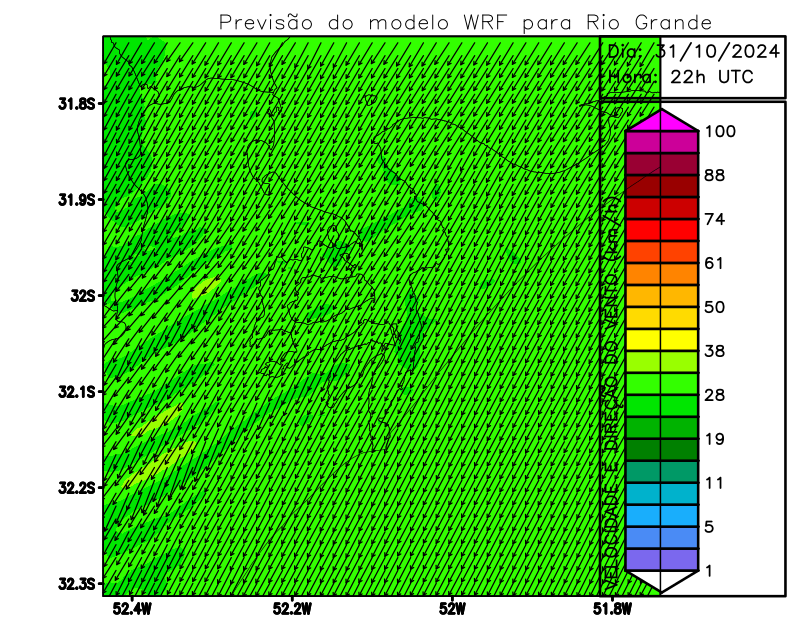 Previsão do modelo WRF para Rio Grande
Dia: 31/10/2024
Hora: 22h UTC
VELOCIDADE E DIREÇÃO DO VENTO (km/h)
100
88
74
61
50
38
28
19
11
5
1
31.8S
31.9S
32S
32.1S
32.2S
32.3S
52.4W
52.2W
52W
51.8W